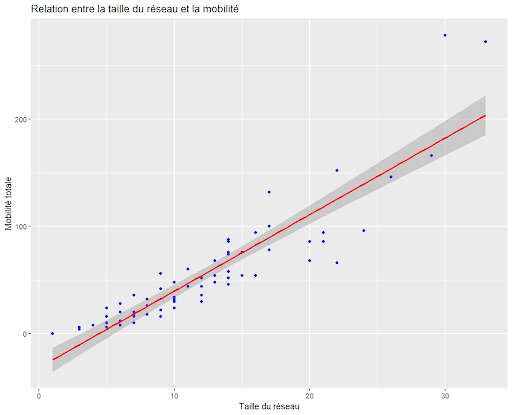 Relation entre la taille du réseau et la mobilité
Mobilité totale
200
100
0
0
10
20
30
Taille du réseau